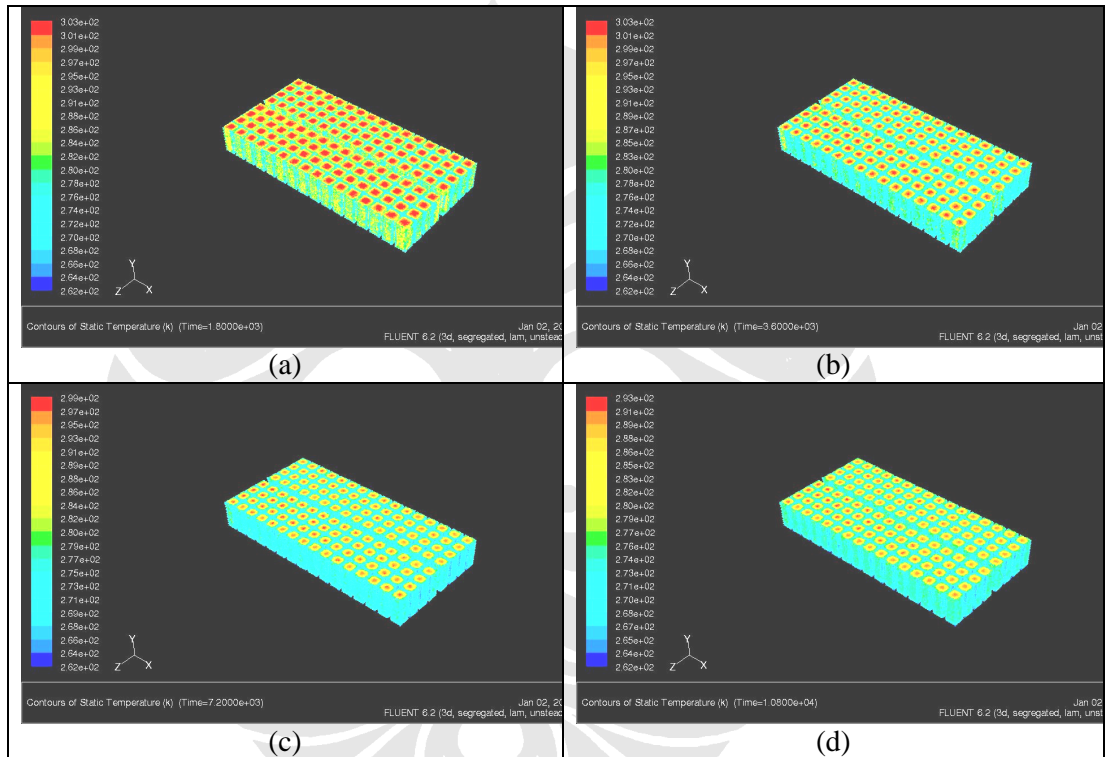 3.03e+02
3.01e+02
2.99e+02
2.97e+02
2.95e+02
2.93e+02
2.91e+02
2.88e+02
2.86e+02
2.84e+02
2.82e+02
2.80e+02
2.78e+02
2.76e+02
2.74e+02
2.72e+02
2.70e+02
2.68e+02
2.66e+02
2.64e+02
2.62e+02
Y
Z
X
Contours of Static Temperature (k) (Time=1.8000e+03)
Jan 02, 20
FLUENT 6.2 (3d, segregated, lam, unstead
(a)
3.03e+02
3.01e+02
2.99e+02
2.97e+02
2.95e+02
2.93e+02
2.91e+02
2.89e+02
2.87e+02
2.85e+02
2.83e+02
2.80e+02
2.78e+02
2.76e+02
2.74e+02
2.72e+02
2.70e+02
2.68e+02
2.66e+02
2.64e+02
2.62e+02
Y
Z
X
Contours of Static Temperature (k) (Time=3.6000e+03)
Jan 02
FLUENT 6.2 (3d, segregated, lam, uns
(b)
2.99e+02
2.97e+02
2.95e+02
2.93e+02
2.91e+02
2.89e+02
2.88e+02
2.86e+02
2.84e+02
2.82e+02
2.80e+02
2.79e+02
2.77e+02
2.75e+02
2.73e+02
2.71e+02
2.69e+02
2.68e+02
2.66e+02
2.64e+02
2.62e+02
Y
Z
X
Contours of Static Temperature (k) (Time=7.2000e+03)
Jan 02, 20
FLUENT 6.2 (3d, segregated, lam, unstead
(c)
2.93e+02
2.91e+02
2.89e+02
2.88e+02
2.86e+02
2.85e+02
2.83e+02
2.82e+02
2.80e+02
2.79e+02
2.77e+02
2.76e+02
2.74e+02
2.73e+02
2.71e+02
2.70e+02
2.68e+02
2.67e+02
2.65e+02
2.64e+02
2.62e+02
Y
Z
X
Contours of Static Temperature (k) (Time=1.0800e+04)
Jan 02
FLUENT 6.2 (3d, segregated, lam, uns
(d)